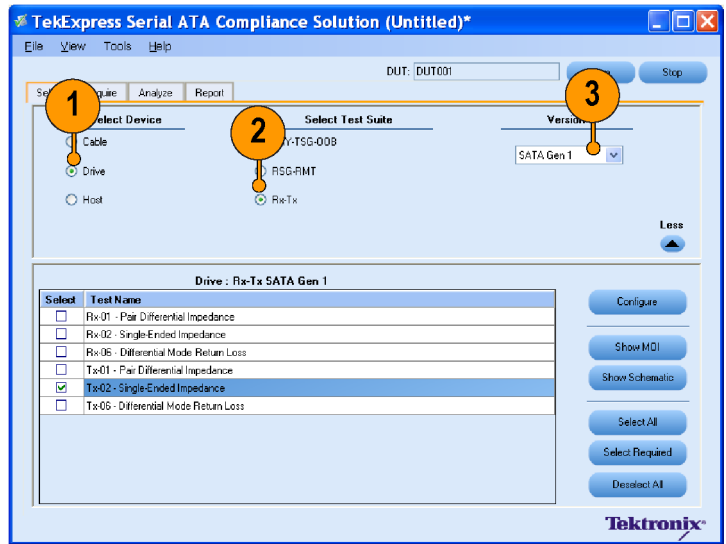 TekExpress Serial ATA Compliance Solution (Untitled)*
File View Tools Help
DUT: DUT001
Stop
Analyze Report
1
2
3
Device
Select Test Suite
Version
Cable
Drive
RSG-RMT
SATA Gen 1
Host
Rx-Tx
Less
Drive : Rx-Tx SATA Gen 1
Select Test Name
Rx-01 - Pair Differential Impedance
Rx-02 - Single-Ended Impedance
Rx-06 - Differential Mode Return Loss
Tx-01 - Pair Differential Impedance
Tx-02 - Single-Ended Impedance
Tx-06 - Differential Mode Return Loss
Configure
Show MOI
Show Schematic
Select All
Select Required
Deselect All
Tektronix